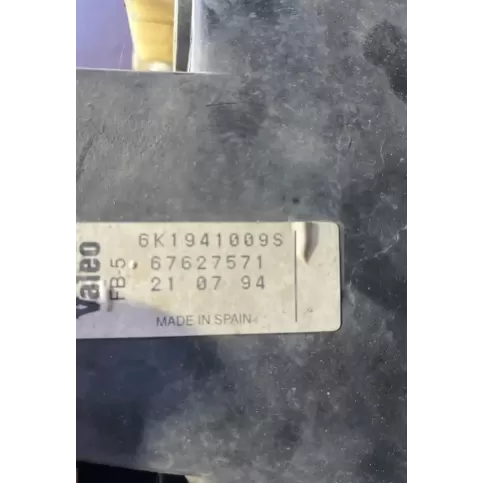 Valeo
FB-5
6K1941009S
67627571
21 07 94
MADE IN SPAIN